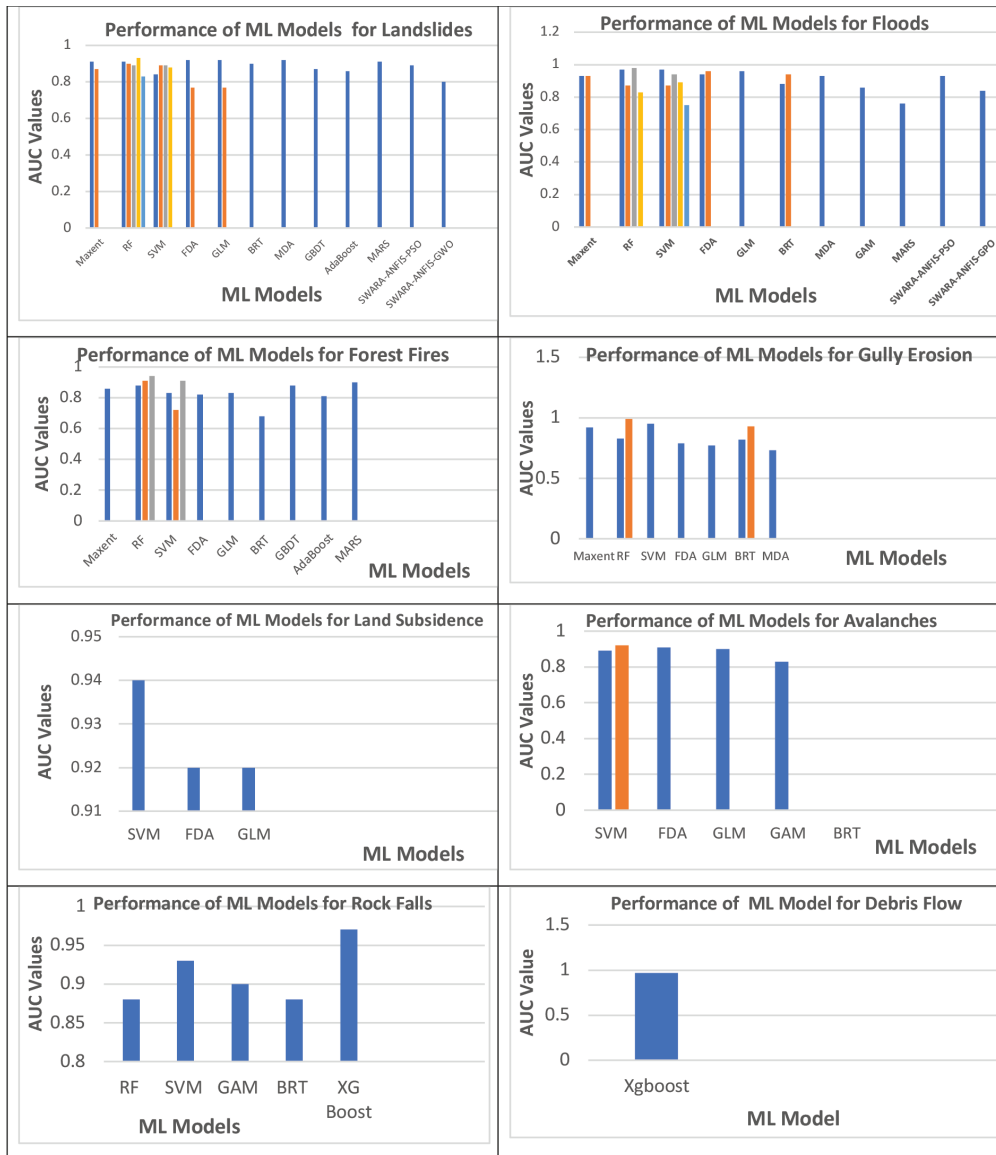 Performance of ML Models for Landslides
AUC Values
1
0.8
0.6
0.4
0.2
0
Maxent
RF
SVM
FDA
GLM
BRT
MDA
GBDT
AdaBoost
MARS
SWARA-ANFIS-PSO
SWARA-ANFIS-GWO
ML Models
Performance of ML Models for Floods
AUC Values
1.2
1
0.8
0.6
0.4
0.2
0
Maxent
RF
SVM
FDA
GLM
BRT
MDA
GAM
MARS
SWARA-ANFIS-PSO
SWARA-ANFIS-GPO
ML Models
Performance of ML Models for Forest Fires
AUC Values
1
0.8
0.6
0.4
0.2
0
Maxent
RF
SVM
FDA
GLM
BRT
GBDT
AdaBoost
MARS
ML Models
Performance of ML Models for Gully Erosion
AUC Values
1.5
1
0.5
0
Maxent
RF
SVM
FDA
GLM
BRT
MDA
ML Models
Performance of ML Models for Land Subsidence
AUC Values
0.95
0.94
0.93
0.92
0.91
SVM
FDA
GLM
ML Models
Performance of ML Models for Avalanches
AUC Values
1
0.8
0.6
0.4
0.2
0
SVM
FDA
GLM
GAM
BRT
ML Models
Performance of ML Models for Rock Falls
AUC Values
1
0.95
0.9
0.85
0.8
RF
SVM
GAM
BRT
XG
Boost
ML Models
Performance of ML Model for Debris Flow
AUC Value
1.5
1
0.5
0
Xgboost
ML Model